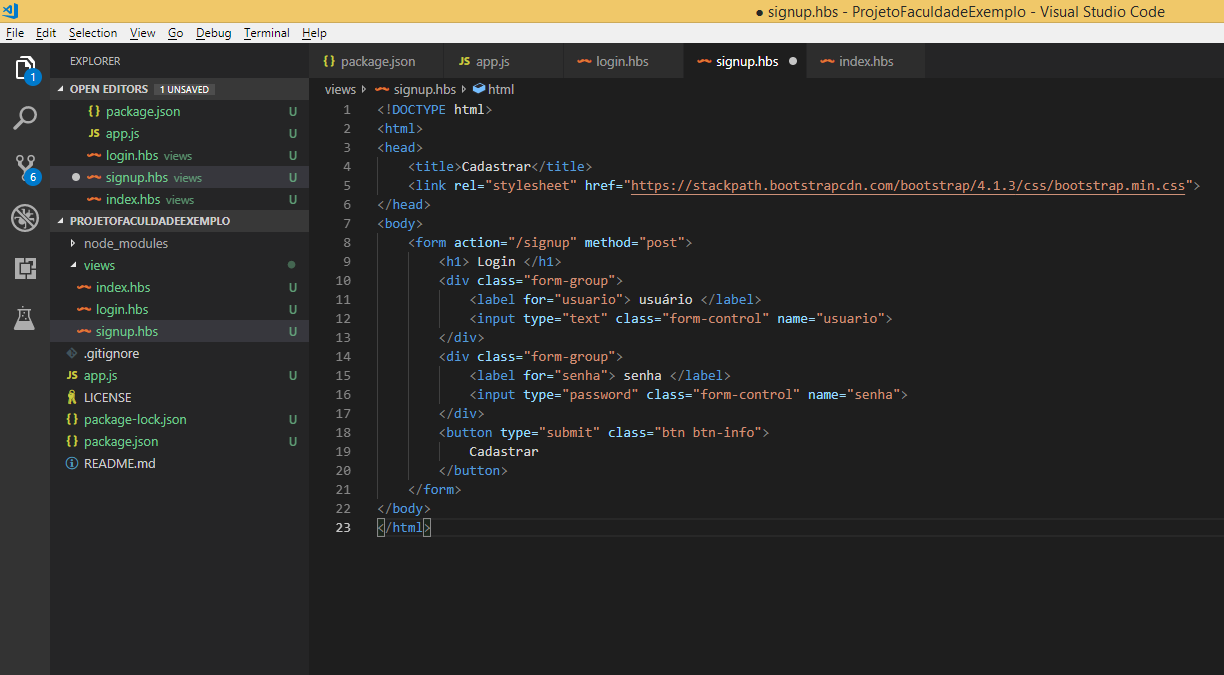 ● signup.hbs - ProjetoFaculdadeExemplo - Visual Studio Code
File Edit Selection View Go Debug Terminal Help
EXPLORER
OPEN EDITORS 1 UNSAVED
{} package.json U
JS app.js U
login.hbs views U
● signup.hbs views U
index.hbs views U
PROJETOFACULDADEEXEMPLO
node_modules
views
index.hbs U
login.hbs U
signup.hbs U
.gitignore
JS app.js U
LICENSE
{} package-lock.json U
{} package.json U
README.md
1
6
{} package.json JS app.js login.hbs signup.hbs ● index.hbs
views signup.hbs html
1 <!DOCTYPE html>
2 <html>
3 <head>
4 <title>Cadastrar</title>
5 <link rel="stylesheet" href="https://stackpath.bootstrapcdn.com/bootstrap/4.1.3/css/bootstrap.min.css">
6 </head>
7 <body>
8 <form action="/signup" method="post">
9 <h1> Login </h1>
10 <div class="form-group">
11 <label for="usuario"> usuário </label>
12 <input type="text" class="form-control" name="usuario">
13 </div>
14 <div class="form-group">
15 <label for="senha"> senha </label>
16 <input type="password" class="form-control" name="senha">
17 </div>
18 <button type="submit" class="btn btn-info">
19 Cadastrar
20 </button>
21 </form>
22 </body>
23 </html>